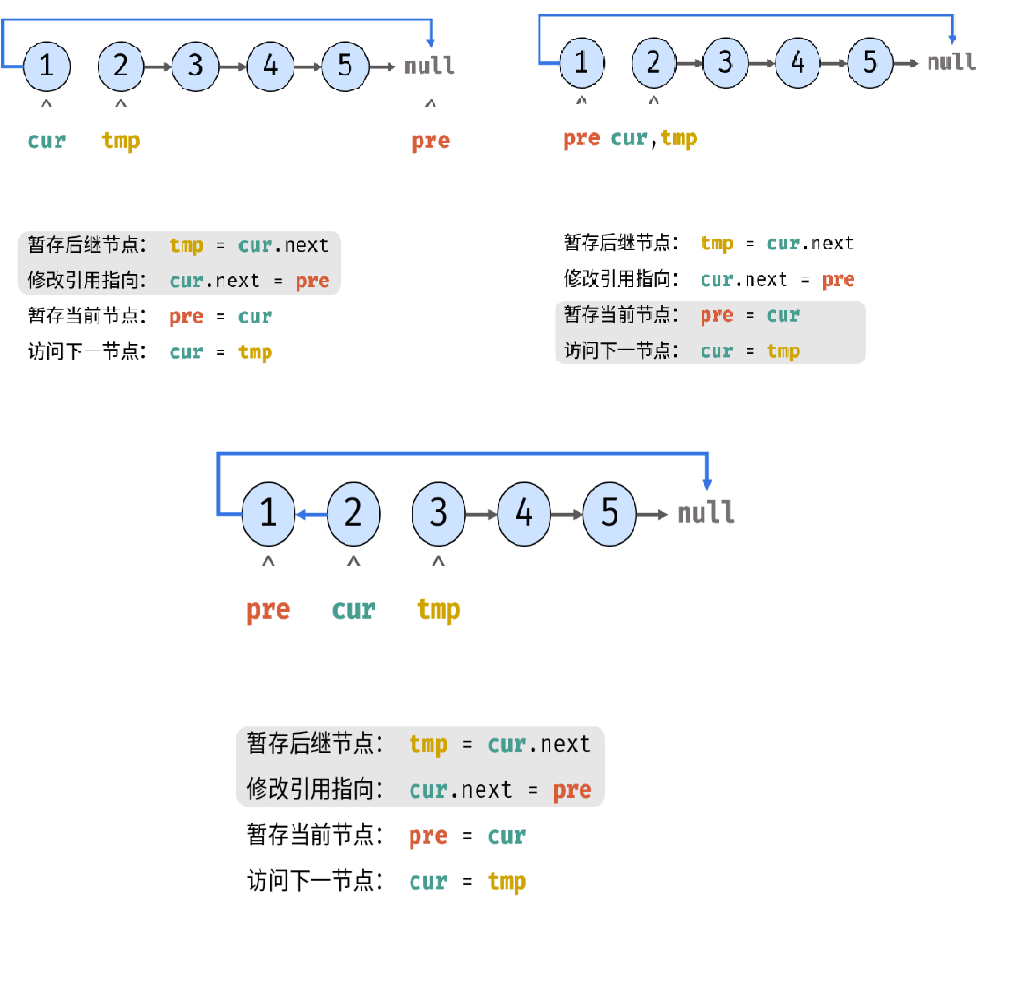 1 2 3 4 5 null
cur tmp pre
暂存后继节点： tmp = cur.next
修改引用指向： cur.next = pre
暂存当前节点： pre = cur
访问下一节点： cur = tmp
1 2 3 4 5 null
pre cur,tmp
暂存后继节点： tmp = cur.next
修改引用指向： cur.next = pre
暂存当前节点： pre = cur
访问下一节点： cur = tmp
1 2 3 4 5 null
pre cur tmp
暂存后继节点： tmp = cur.next
修改引用指向： cur.next = pre
暂存当前节点： pre = cur
访问下一节点： cur = tmp